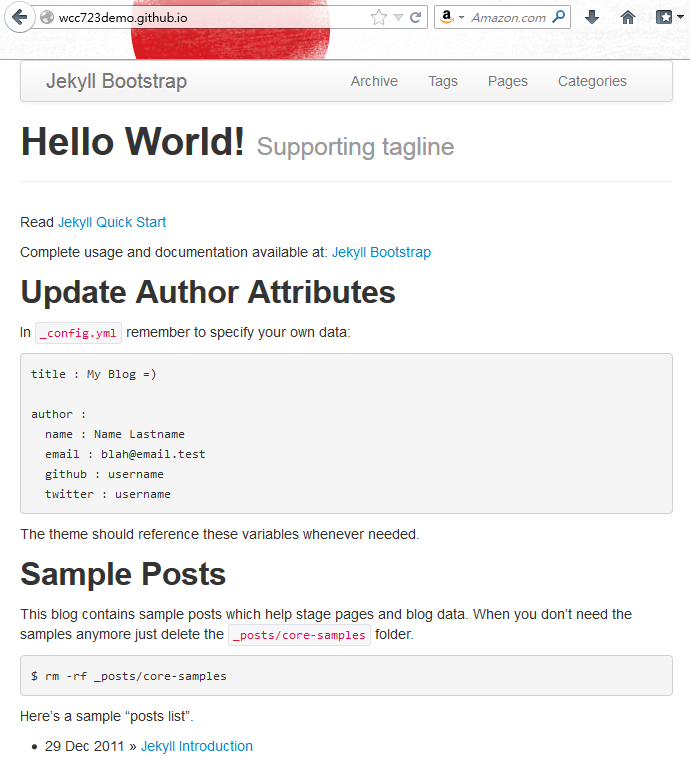 wcc723demo.github.io
Amazon.com
Jekyll Bootstrap Archive Tags Pages Categories
Hello World! Supporting tagline
Read Jekyll Quick Start
Complete usage and documentation available at: Jekyll Bootstrap
Update Author Attributes
In _config.yml remember to specify your own data:
title : My Blog =)
author :
name : Name Lastname
email : blah@email.test
github : username
twitter : username
The theme should reference these variables whenever needed.
Sample Posts
This blog contains sample posts which help stage pages and blog data. When you don’t need the
samples anymore just delete the _posts/core-samples folder.
$ rm -rf _posts/core-samples
Here’s a sample “posts list”.
• 29 Dec 2011 » Jekyll Introduction